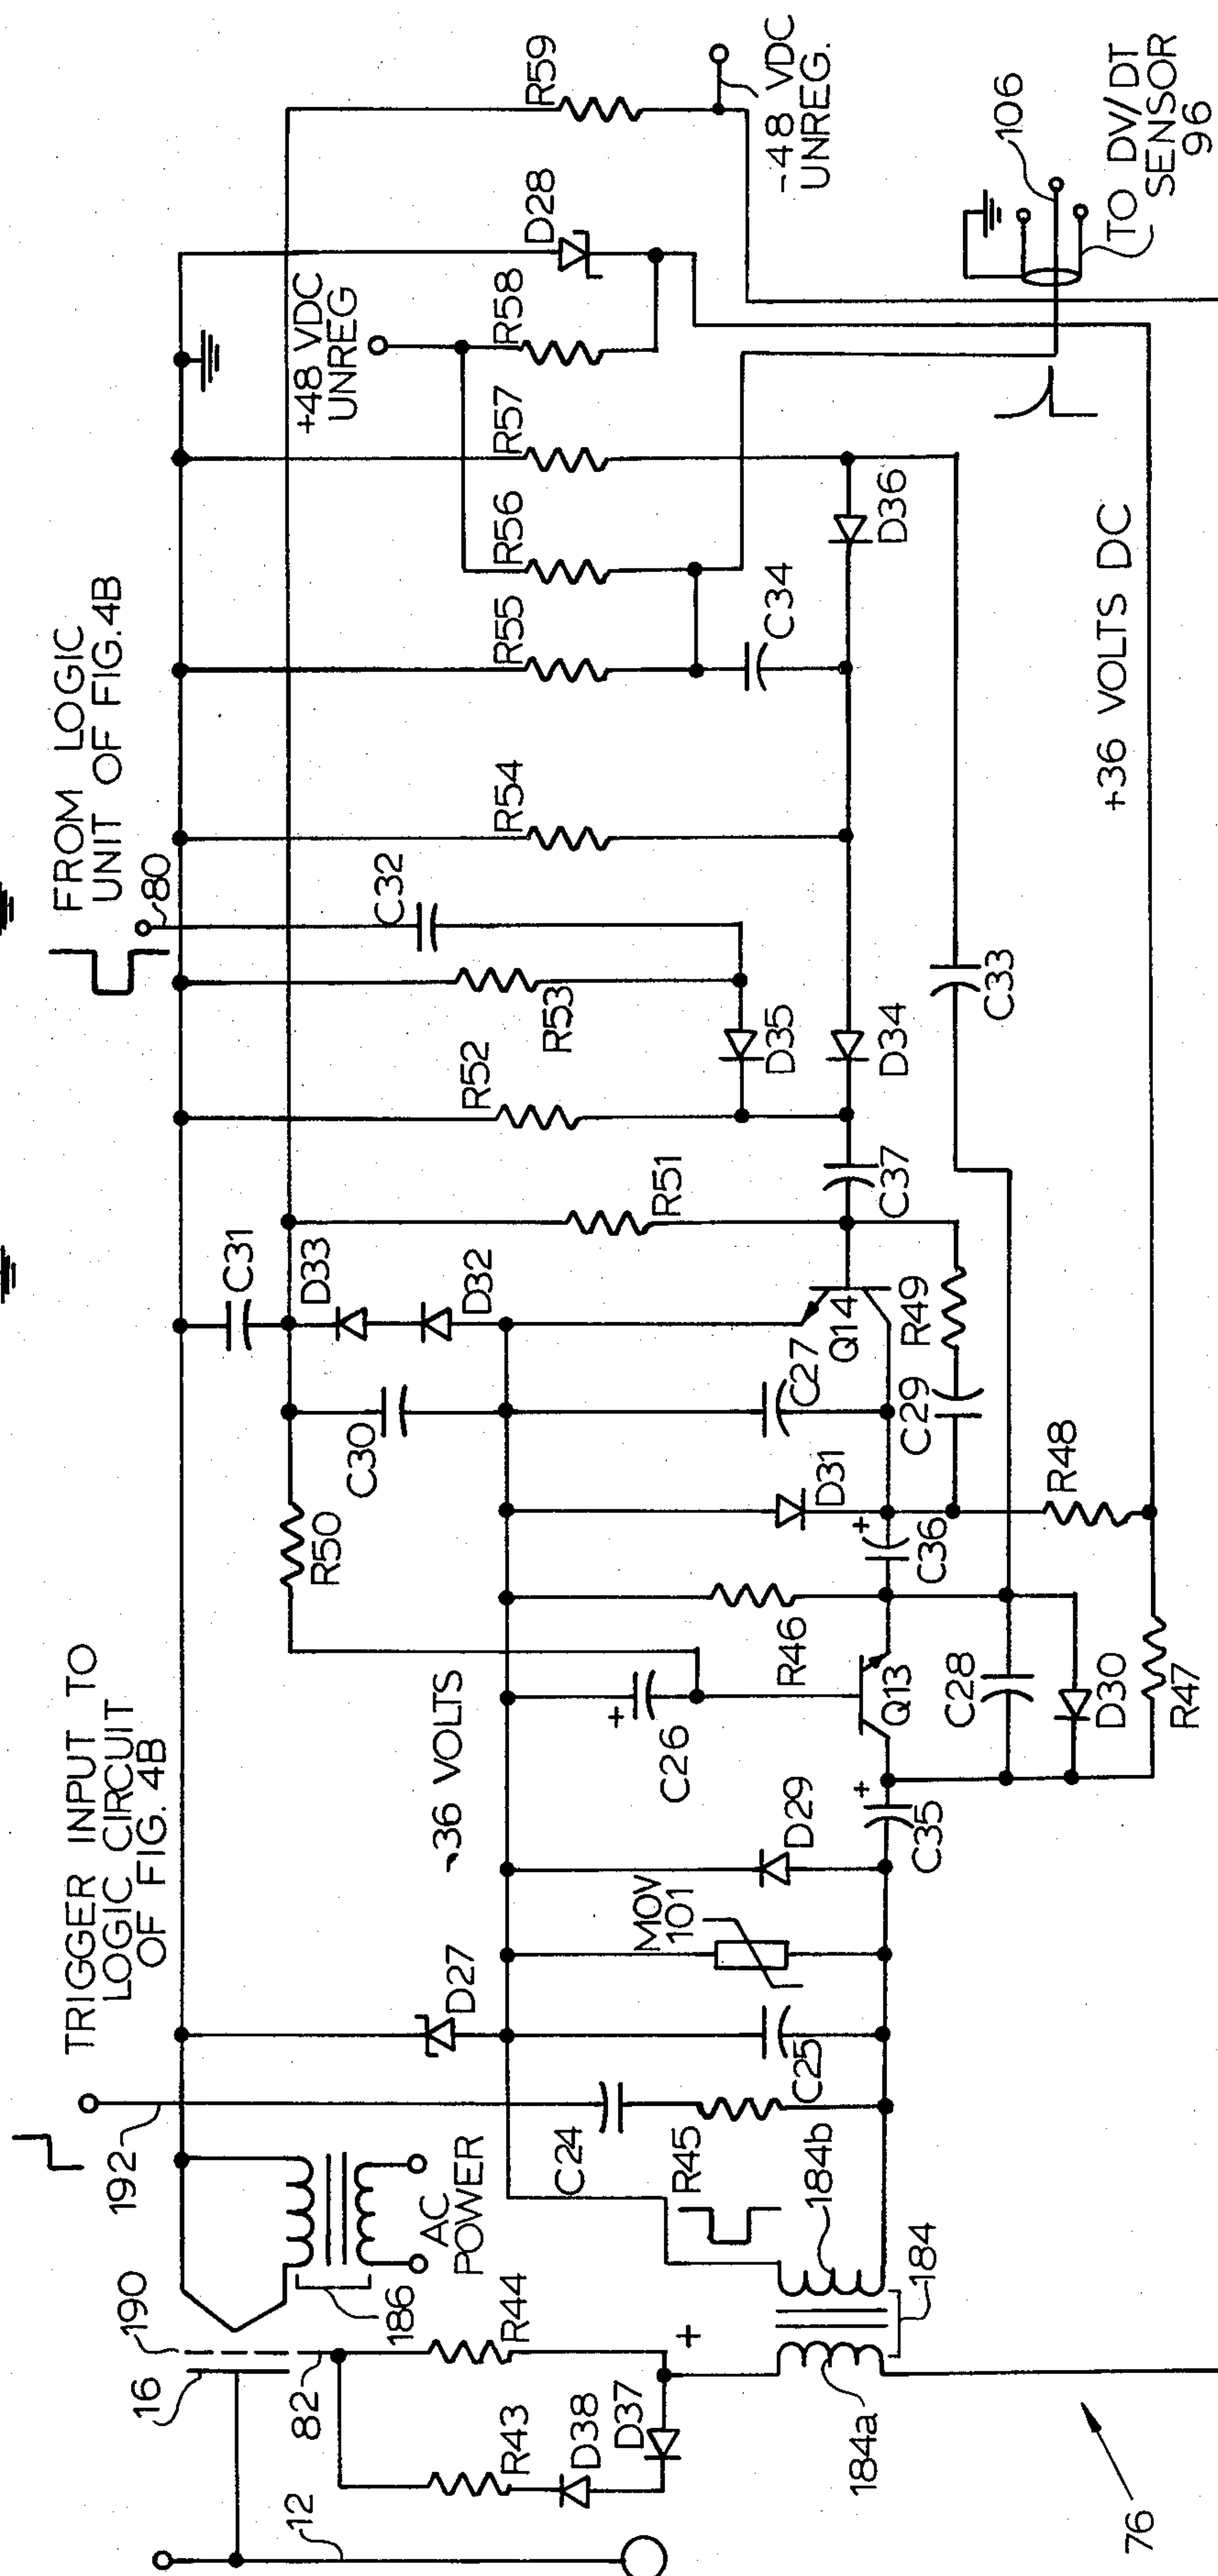 TRIGGER INPUT TO
LOGIC CIRCUIT
OF FIG. 4B
FROM LOGIC
UNIT OF FIG.4B
80
192
190
16
82
12
186
AC
POWER
R43
R44
D38
D37
+
184a
184b
184
76
C24
R45
C25
D27
MOV
101
D29
C35
+
-36 VOLTS
C26
+
Q13
R46
C28
D30
R47
R50
C30
C31
D33
D32
D31
C36
+
C27
Q14
C29
R49
R48
R51
C37
R52
R53
C32
D35
D34
C33
R54
R55
R56
R57
R58
C34
D36
+48 VDC
UNREG
D28
R59
-48 VDC
UNREG.
+36 VOLTS DC
106
TO DV/DT
SENSOR
96